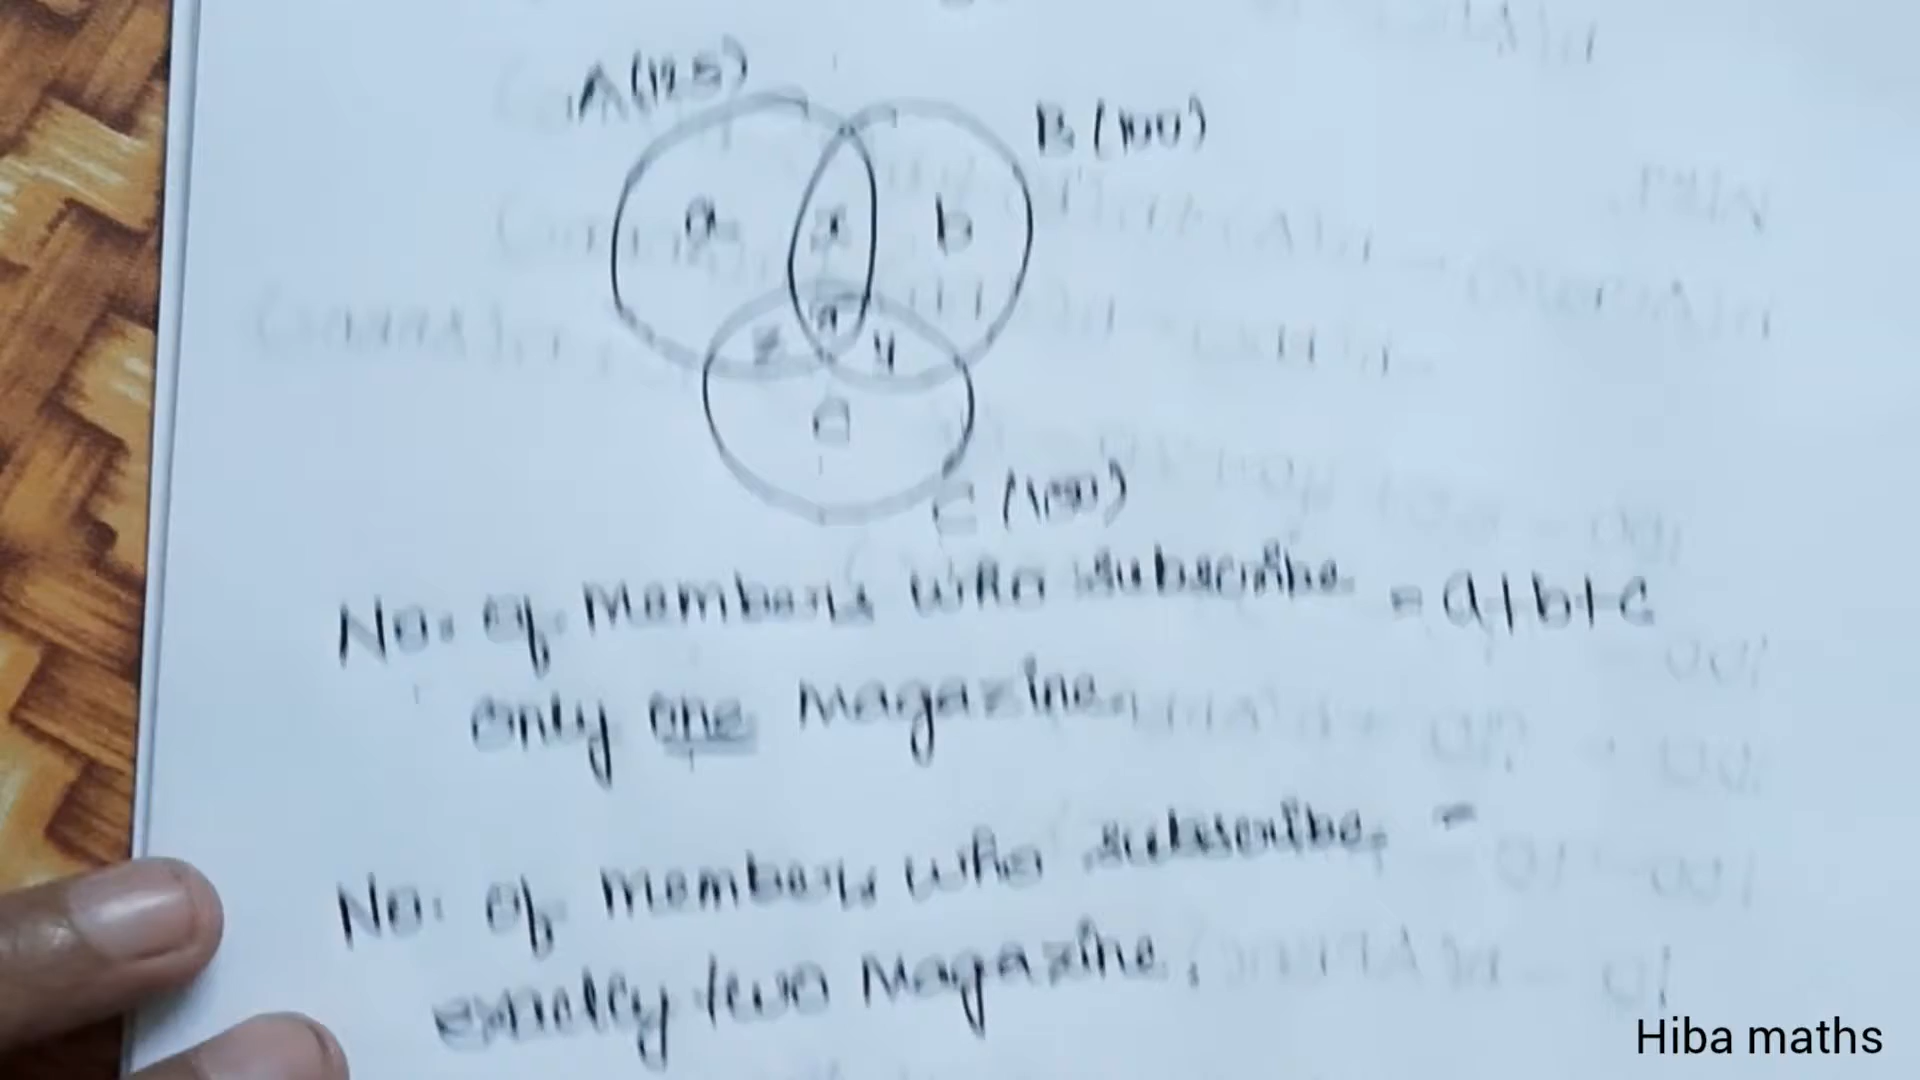 A(125)
B(100)
a x b
z r y
c
C(150)
No. of Members who subscribe = a+b+c
only one Magazine
No. of Members who subscribe =
exactly two Magazine.
Hiba maths